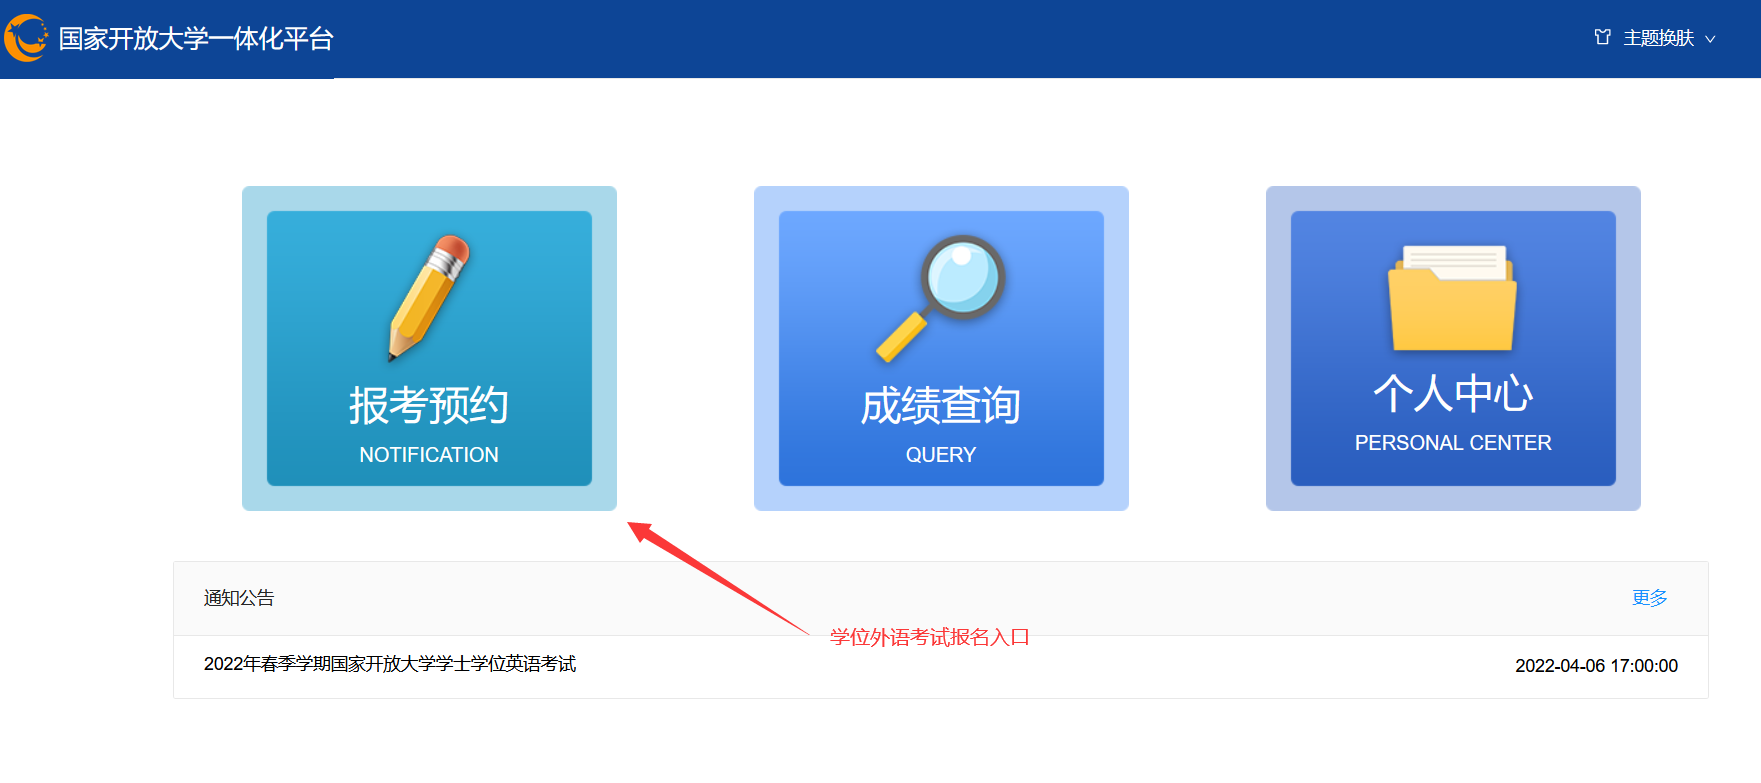 国家开放大学一体化平台
主题换肤
报考预约
NOTIFICATION
成绩查询
QUERY
个人中心
PERSONAL CENTER
通知公告
更多
学位外语考试报名入口
2022年春季学期国家开放大学学士学位英语考试
2022-04-06 17:00:00